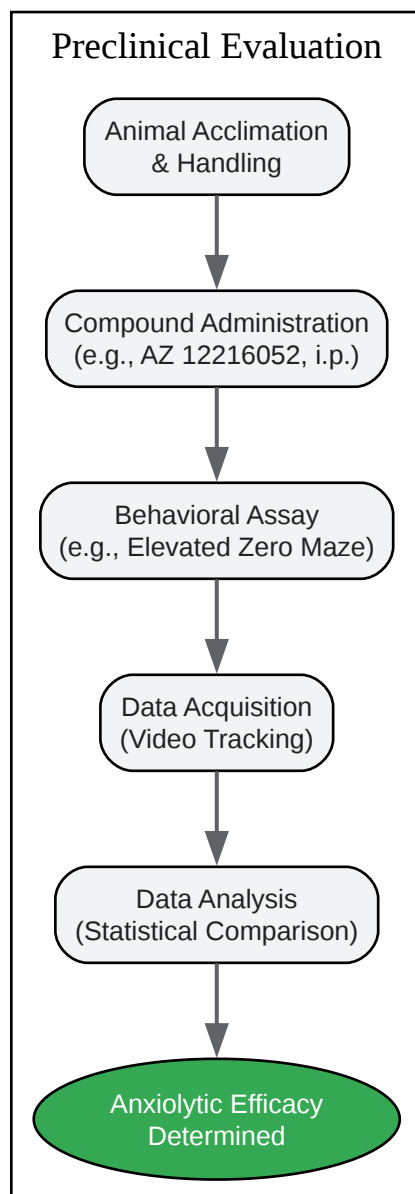 Preclinical Evaluation
Animal Acclimation
& Handling
Compound Administration
(e.g., AZ 12216052, i.p.)
Behavioral Assay
(e.g., Elevated Zero Maze)
Data Acquisition
(Video Tracking)
Data Analysis
(Statistical Comparison)
Anxiolytic Efficacy
Determined